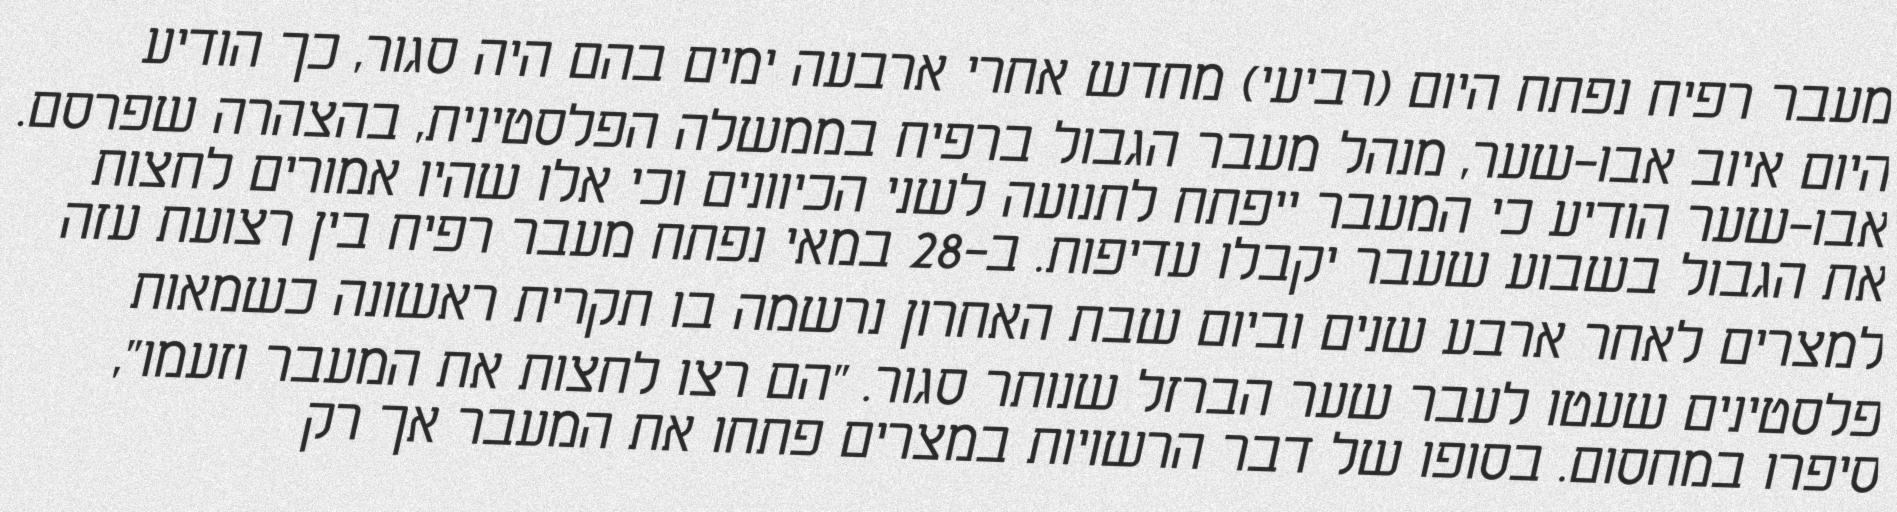 מעבר רפיח נפתח היום (רביעי) מחדש אחרי ארבעה ימים בהם היה סגור, כך הודיע
היום איוב אבו-שער, מנהל מעבר הגבול ברפיח בממשלה הפלסטינית, בהצהרה שפרסם.
אבו-שער הודיע כי המעבר ייפתח לתנועה לשני הכיוונים וכי אלו שהיו אמורים לחצות
את הגבול בשבוע שעבר יקבלו עדיפות. ב-28 במאי נפתח מעבר רפיח בין רצועת עזה
למצרים לאחר ארבע שנים וביום שבת האחרון נרשמה בו תקרית ראשונה כשמאות
פלסטינים שעטו לעבר שער הברזל שנותר סגור. "הם רצו לחצות את המעבר וזעמו",
סיפרו במחסום. בסופו של דבר הרשויות במצרים פתחו את המעבר אך רק